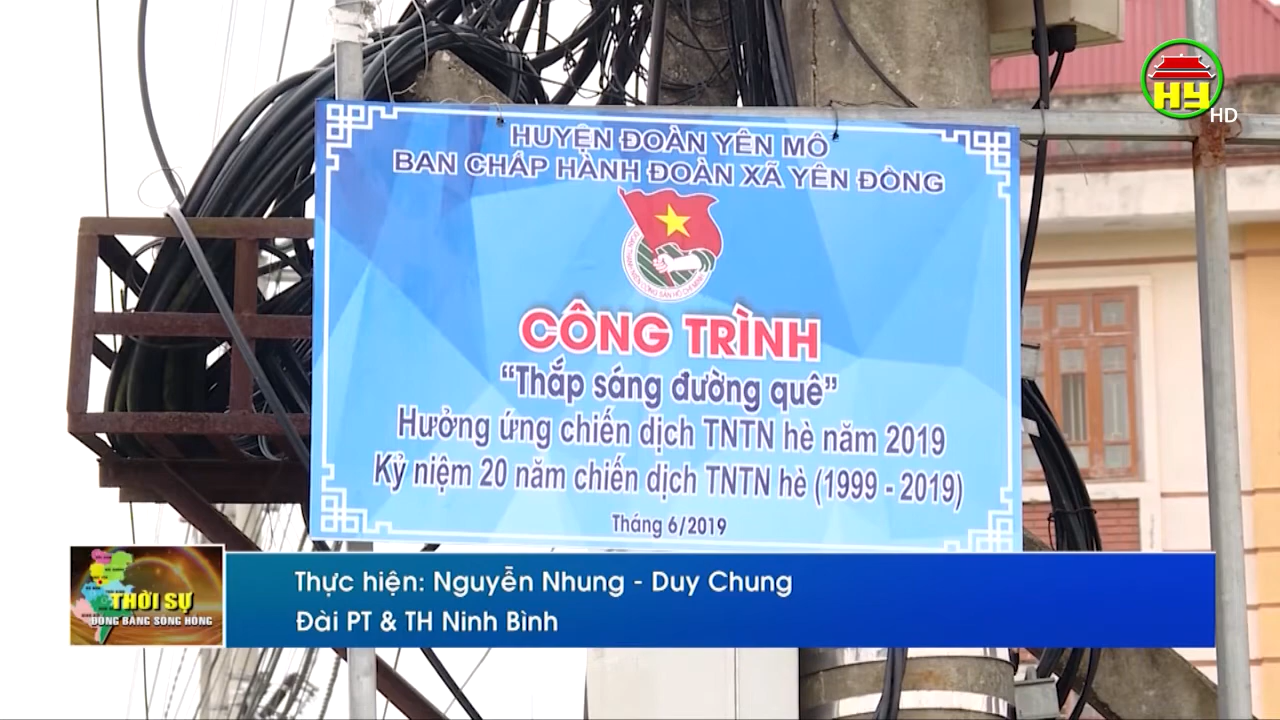 HY
HD
HUYỆN ĐOÀN YÊN MÔ
BAN CHẤP HÀNH ĐOÀN XÃ YÊN ĐỒNG
CÔNG TRÌNH
“Thắp sáng đường quê”
Hưởng ứng chiến dịch TNTN hè năm 2019
Kỷ niệm 20 năm chiến dịch TNTN hè (1999 - 2019)
Tháng 6/2019
THỜI SỰ
ĐỒNG BẰNG SÔNG HỒNG
Thực hiện: Nguyễn Nhung - Duy Chung
Đài PT & TH Ninh Bình